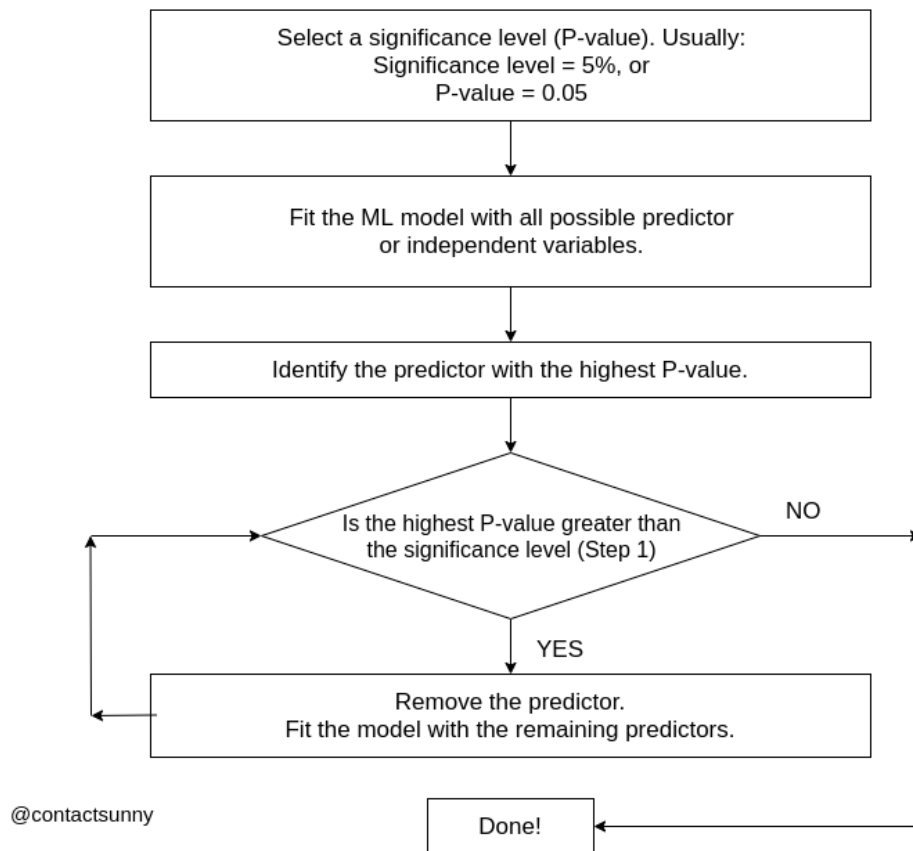 Select a significance level (P-value). Usually:
Significance level = 5%, or
P-value = 0.05
Fit the ML model with all possible predictor
or independent variables.
Identify the predictor with the highest P-value.
Is the highest P-value greater than
the significance level (Step 1)
NO
YES
Remove the predictor.
Fit the model with the remaining predictors.
@contactsunny
Done!